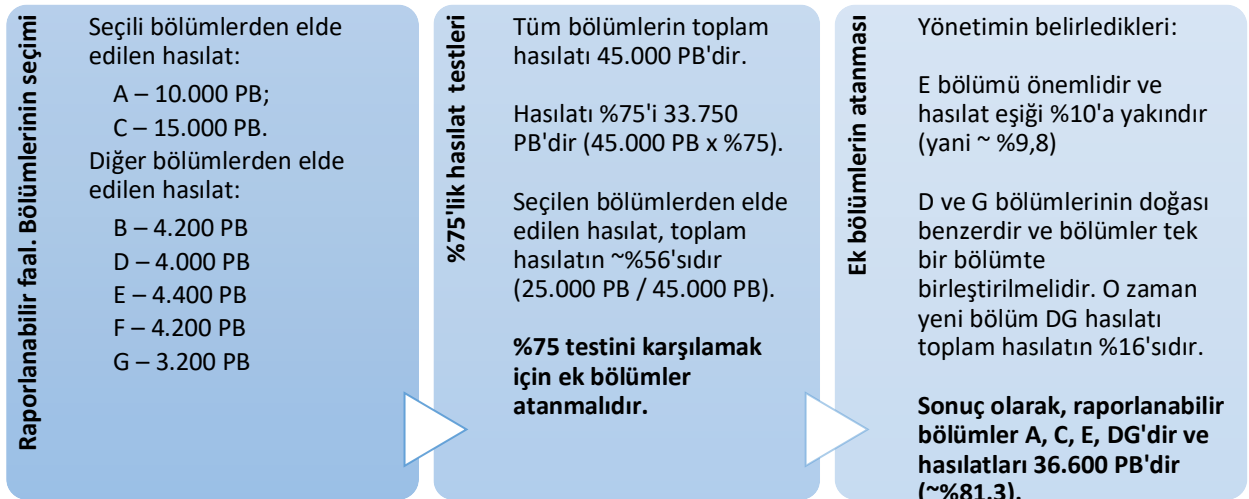 Raporlanabilir faal. Bölümlerinin seçimi
Seçili bölümlerden elde
edilen hasılat:
A – 10.000 PB;
C – 15.000 PB.
Diğer bölümlerden elde
edilen hasılat:
B – 4.200 PB
D – 4.000 PB
E – 4.400 PB
F – 4.200 PB
G – 3.200 PB
%75'lik hasılat testleri
Tüm bölümlerin toplam
hasılatı 45.000 PB'dir.
Hasılatı %75'i 33.750
PB'dir (45.000 PB x %75).
Seçilen bölümlerden elde
edilen hasılat, toplam
hasılatın ~%56'sıdır
(25.000 PB / 45.000 PB).
%75 testini karşılamak
için ek bölümler
atanmalıdır.
Ek bölümlerin atanması
Yönetimin belirledikleri:
E bölümü önemlidir ve
hasılat eşiği %10'a yakındır
(yani ~ %9,8)
D ve G bölümlerinin doğası
benzerdir ve bölümler tek
bir bölümte
birleştirilmelidir. O zaman
yeni bölüm DG hasılatı
toplam hasılatın %16'sıdır.
Sonuç olarak, raporlanabilir
bölümler A, C, E, DG'dir ve
hasılatları 36.600 PB'dir
(~%81,3).